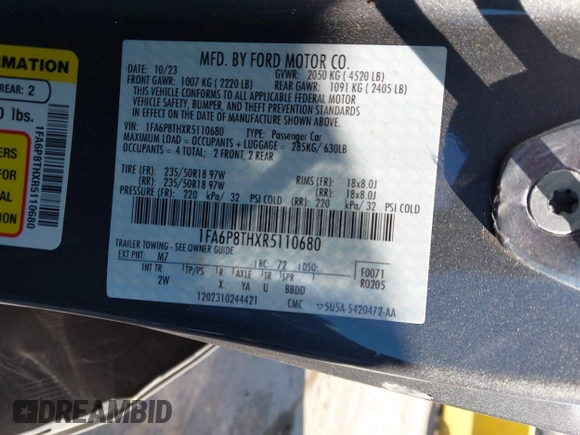 MFD. BY FORD MOTOR CO.
DATE: 10/23 GVWR: 2050 KG ( 4520 LB)
FRONT GAWR: 1007 KG ( 2220 LB) REAR GAWR: 1091 KG ( 2405 LB)
THIS VEHICLE CONFORMS TO ALL APPLICABLE FEDERAL MOTOR
VEHICLE SAFETY, BUMPER, AND THEFT PREVENTION STANDARDS
IN EFFECT ON THE DATE OF MANUFACTURE SHOWN ABOVE.
VIN: 1FA6P8THXR5110680 TYPE: Passenger Car
MAXIMUM LOAD = OCCUPANTS + LUGGAGE = 285KG/ 630LB
OCCUPANTS = 4 TOTAL; 2 FRONT, 2 REAR
TIRE (FR): 235/50R18 97W RIMS (FR): 18x8.0J
(RR): 235/50R18 97W (RR): 18x8.0J
PRESSURE (FR): 220 kPa/ 32 PSI COLD (RR): 220 kPa/ 32 PSI COLD
1FA6P8THXR5110680
TRAILER TOWING - SEE OWNER GUIDE
EXT PNT: M7 RC: 72 DSO: F0071
INT TR TP/PS R AXLE TR SPR R0205
2W X YA U BBDD
1202310244421 CMC 5U5A-5420472-AA
ORMATION
REAR: 2
0 lbs.
ERS
1FA6P8THXR5110680
DREAMBID